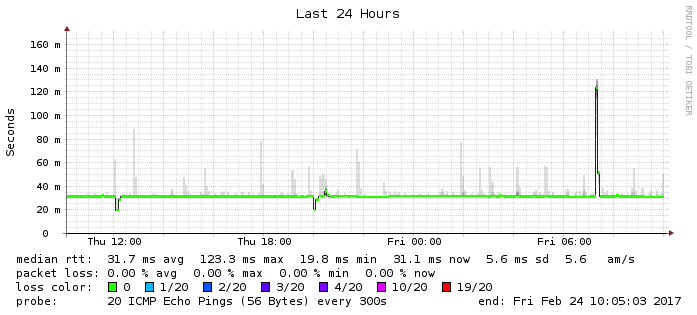 Last 24 Hours
RRDTOOL / TOBI OETIKER
Seconds
160 m
140 m
120 m
100 m
80 m
60 m
40 m
20 m
0
Thu 12:00 Thu 18:00 Fri 00:00 Fri 06:00
median rtt: 31.7 ms avg 123.3 ms max 19.8 ms min 31.1 ms now 5.6 ms sd 5.6 am/s
packet loss: 0.00 % avg 0.00 % max 0.00 % min 0.00 % now
loss color: 0 1/20 2/20 3/20 4/20 10/20 19/20
probe: 20 ICMP Echo Pings (56 Bytes) every 300s end: Fri Feb 24 10:05:03 2017